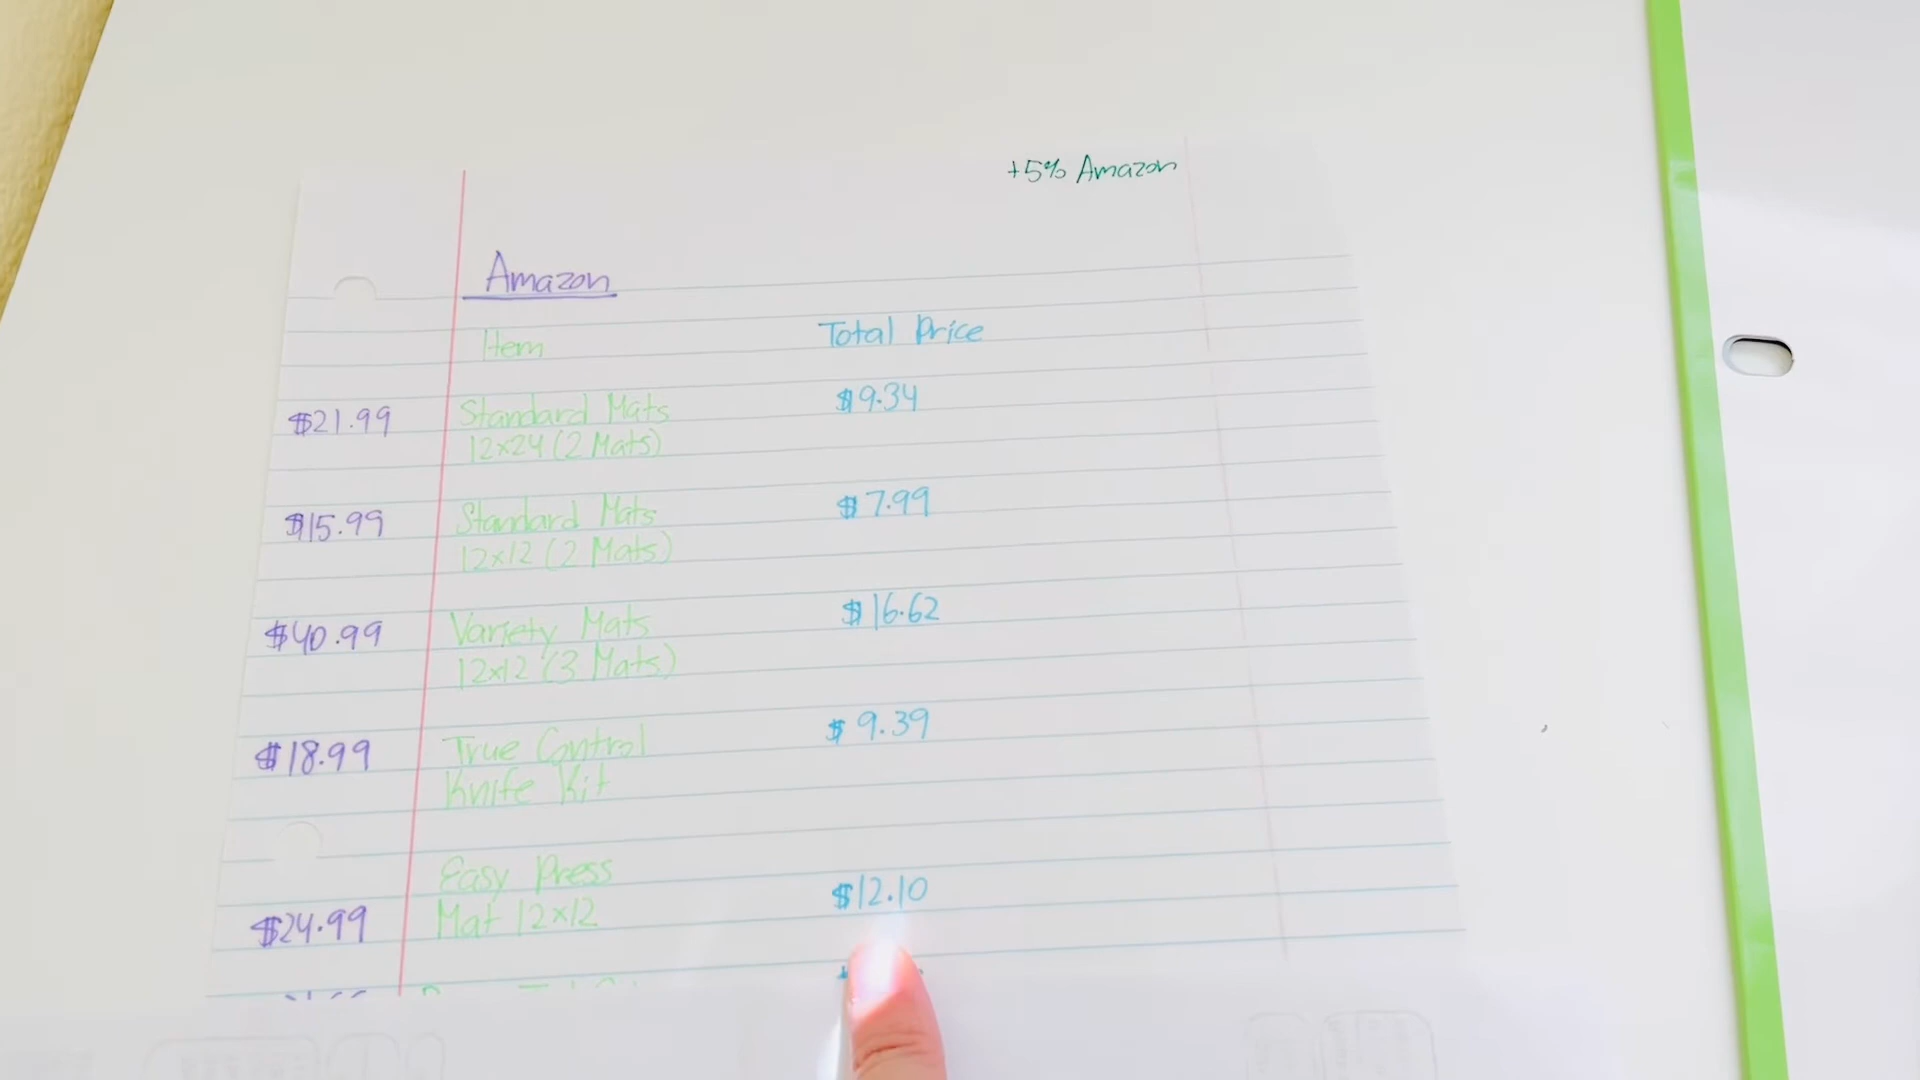 +5% Amazon
Amazon
Item Total Price
$21.99 Standard Mats $9.34
12x24 (2 Mats)
$15.99 Standard Mats $7.99
12x12 (2 Mats)
$40.99 Variety Mats $16.62
12x12 (3 Mats)
$18.99 True Control $9.39
Knife Kit
Easy Press
$24.99 Mat 12x12 $12.10